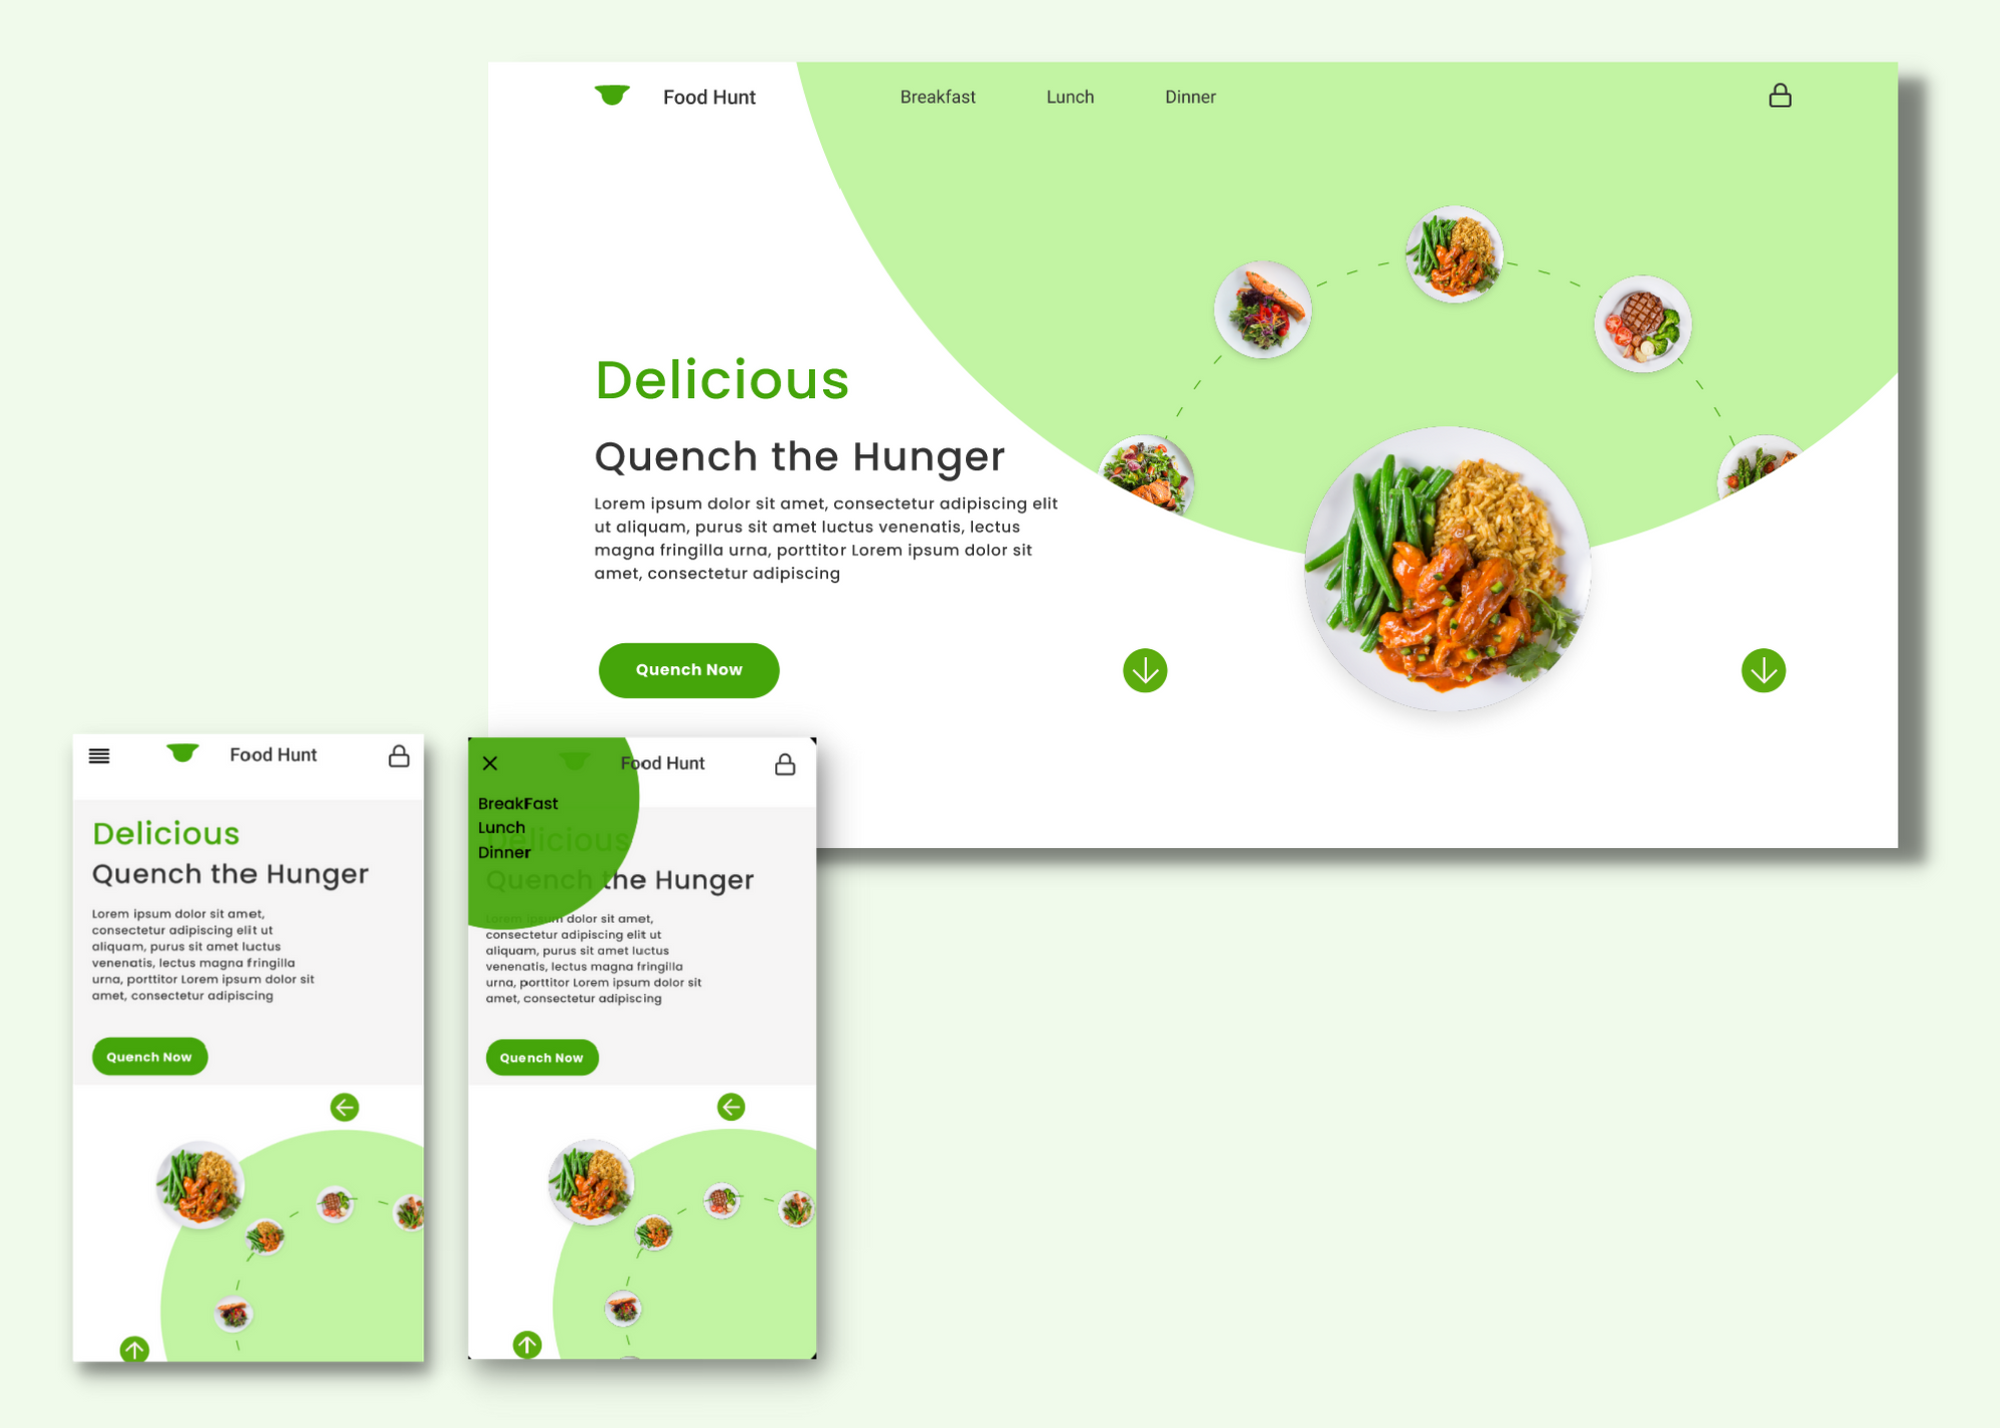 Food Hunt
Breakfast
Lunch
Dinner
Delicious
Quench the Hunger
Lorem ipsum dolor sit amet, consectetur adipiscing elit
ut aliquam, purus sit amet luctus venenatis, lectus
magna fringilla urna, porttitor Lorem ipsum dolor sit
amet, consectetur adipiscing
Quench Now
Food Hunt
Delicious
Quench the Hunger
Lorem ipsum dolor sit amet,
consectetur adipiscing elit ut
aliquam, purus sit amet luctus
venenatis, lectus magna fringilla
urna, porttitor Lorem ipsum dolor sit
amet, consectetur adipiscing
Quench Now
Food Hunt
BreakFast
Lunch
Dinner
Delicious
Quench the Hunger
Lorem ipsum dolor sit amet,
consectetur adipiscing elit ut
aliquam, purus sit amet luctus
venenatis, lectus magna fringilla
urna, porttitor Lorem ipsum dolor sit
amet, consectetur adipiscing
Quench Now